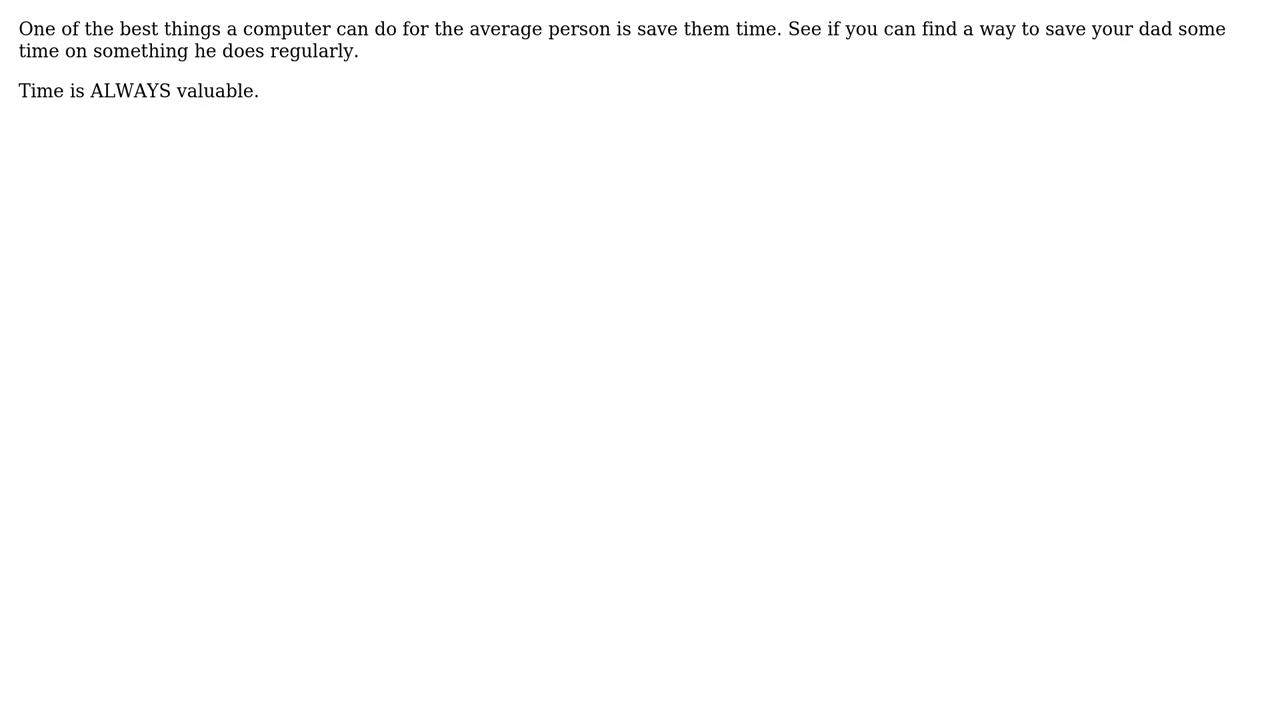 One of the best things a computer can do for the average person is save them time. See if you can find a way to save your dad some
time on something he does regularly.
Time is ALWAYS valuable.